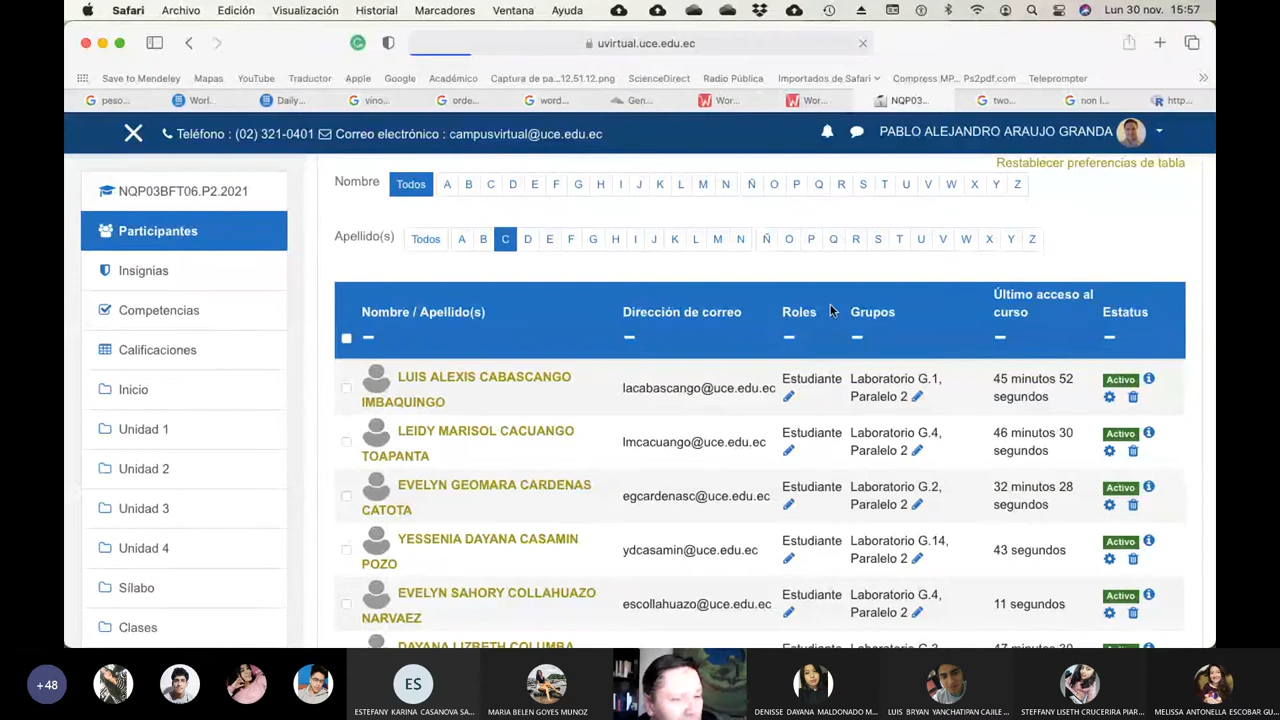 Safari Archivo Edición Visualización Historial Marcadores Ventana Ayuda Lun 30 nov. 15:57
uvirtual.uce.edu.ec
Save to Mendeley Mapas YouTube Traductor Apple Google Académico Captura de pa...12.51.12.png ScienceDirect Radio Pública Importados de Safari Compress MP... Ps2pdf.com Teleprompter
peso... Worl... Daily... vino... orde... word... Gen... Wor... Wor... NQP03... two... non l... http...
Teléfono : (02) 321-0401 Correo electrónico : campusvirtual@uce.edu.ec PABLO ALEJANDRO ARAUJO GRANDA
Restablecer preferencias de tabla
NQP03BFT06.P2.2021
Participantes
Insignias
Competencias
Calificaciones
Inicio
Unidad 1
Unidad 2
Unidad 3
Unidad 4
Sílabo
Clases
Nombre Todos A B C D E F G H I J K L M N Ñ O P Q R S T U V W X Y Z
Apellido(s) Todos A B C D E F G H I J K L M N Ñ O P Q R S T U V W X Y Z
Nombre / Apellido(s) Dirección de correo Roles Grupos Último acceso al curso Estatus
LUIS ALEXIS CABASCANGO IMBAQUINGO lacabascango@uce.edu.ec Estudiante Laboratorio G.1, Paralelo 2 45 minutos 52 segundos Activo
LEIDY MARISOL CACUANGO TOAPANTA lmcacuango@uce.edu.ec Estudiante Laboratorio G.4, Paralelo 2 46 minutos 30 segundos Activo
EVELYN GEOMARA CARDENAS CATOTA egcardenasc@uce.edu.ec Estudiante Laboratorio G.2, Paralelo 2 32 minutos 28 segundos Activo
YESSENIA DAYANA CASAMIN POZO ydcasamin@uce.edu.ec Estudiante Laboratorio G.14, Paralelo 2 43 segundos Activo
EVELYN SAHORY COLLAHUAZO NARVAEZ escollahuazo@uce.edu.ec Estudiante Laboratorio G.4, Paralelo 2 11 segundos Activo
DAYANA LIZBETH COLUMBA
+48 ES
ESTEFANY KARINA CASANOVA SA... MARIA BELEN GOYES MUNOZ DENISSE DAYANA MALDONADO M... LUIS BRYAN YANCHATIPAN CAJILE... STEFFANY LISETH CRUCERIRA PIAR... MELISSA ANTONELLA ESCOBAR GU...